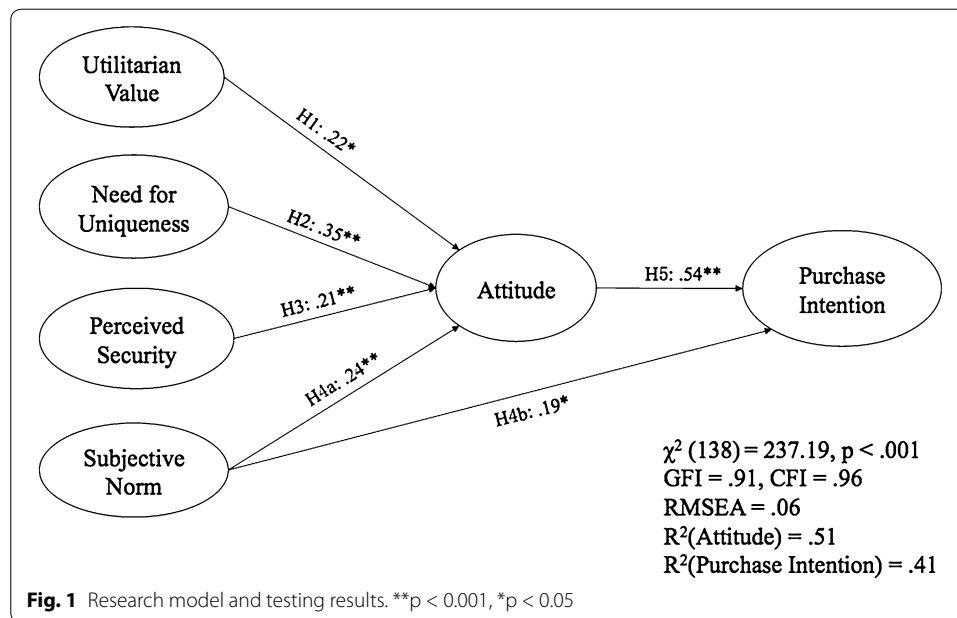 Utilitarian
Value
H1: .22*
Need for
Uniqueness
H2: .35**
Perceived
Security
H3: .21**
Attitude
H5: .54**
Purchase
Intention
H4a: .24**
H4b: .19*
Subjective
Norm
χ² (138) = 237.19, p < .001
GFI = .91, CFI = .96
RMSEA = .06
R²(Attitude) = .51
R²(Purchase Intention) = .41
Fig. 1 Research model and testing results. **p < 0.001, *p < 0.05